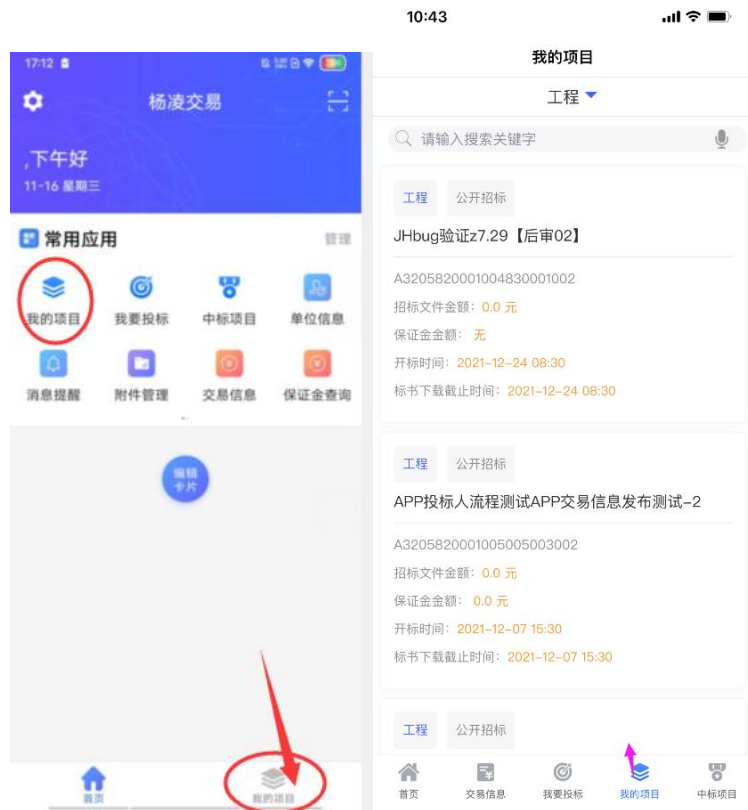 17:12
杨凌交易
,下午好
11-16 星期三
常用应用
管理
我的项目
我要投标
中标项目
单位信息
消息提醒
附件管理
交易信息
保证金查询
编辑
卡片
首页
我的项目
10:43
我的项目
工程
请输入搜索关键字
工程 公开招标
JHbug验证z7.29【后审02】
A3205820001004830001002
招标文件金额: 0.0 元
保证金金额: 无
开标时间: 2021-12-24 08:30
标书下载截止时间: 2021-12-24 08:30
工程 公开招标
APP投标人流程测试APP交易信息发布测试-2
A3205820001005005003002
招标文件金额: 0.0 元
保证金金额: 0.0 元
开标时间: 2021-12-07 15:30
标书下载截止时间: 2021-12-07 15:30
工程 公开招标
首页
交易信息
我要投标
我的项目
中标项目